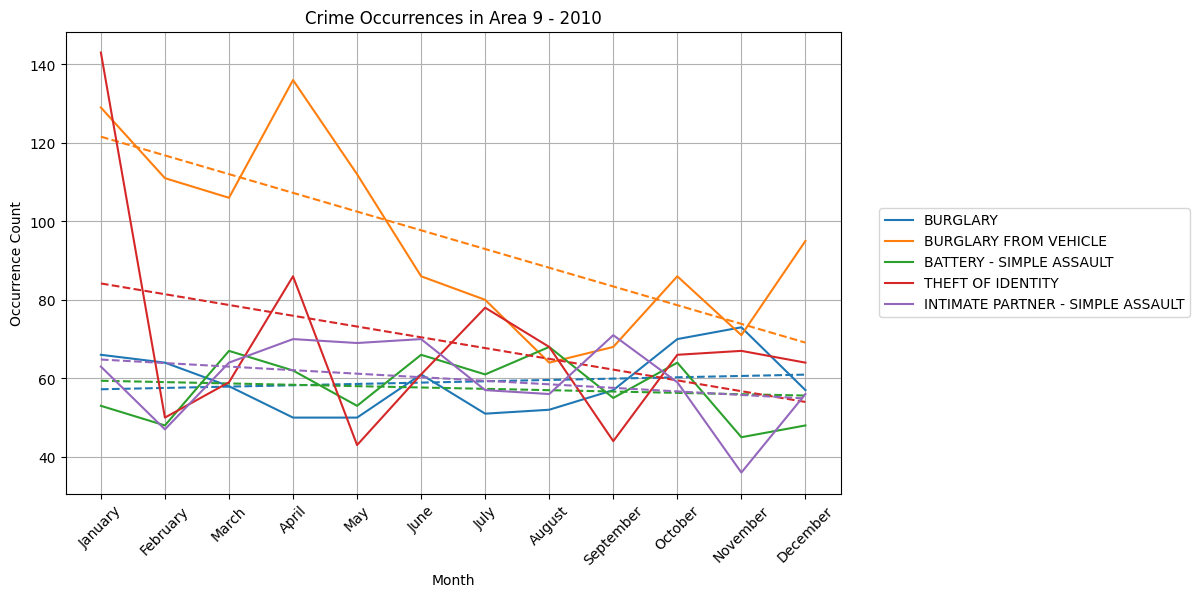 Crime Occurrences in Area 9 - 2010
Occurrence Count
140
120
100
80
60
40
January
February
March
April
May
June
July
August
September
October
November
December
Month
BURGLARY
BURGLARY FROM VEHICLE
BATTERY - SIMPLE ASSAULT
THEFT OF IDENTITY
INTIMATE PARTNER - SIMPLE ASSAULT